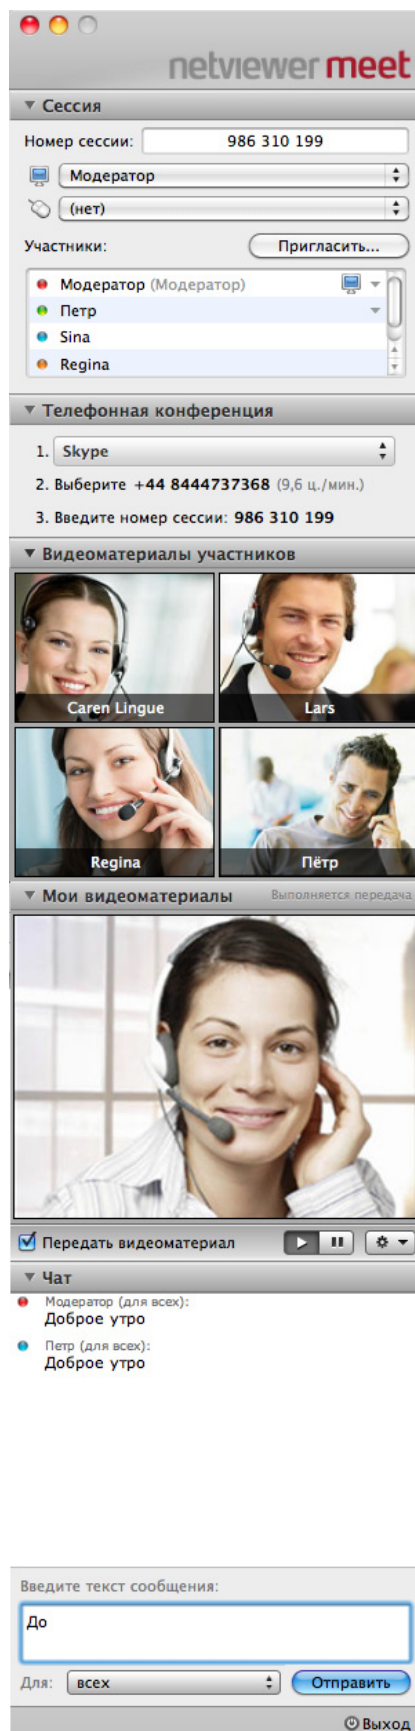 netviewer meet
Сессия
Номер сессии: 986 310 199
Модератор
(нет)
Участники: Пригласить...
Модератор (Модератор)
Петр
Sina
Regina
Телефонная конференция
1. Skype
2. Выберите +44 8444737368 (9,6 ц./мин.)
3. Введите номер сессии: 986 310 199
Видеоматериалы участников
Caren Lingue Lars
Regina Пётр
Мои видеоматериалы Выполняется передача
Передать видеоматериал
Чат
Модератор (для всех):
Доброе утро
Петр (для всех):
Доброе утро
Введите текст сообщения:
До
Для: всех Отправить
Выход